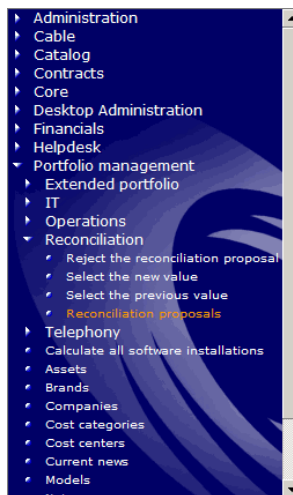 Administration
Cable
Catalog
Contracts
Core
Desktop Administration
Financials
Helpdesk
Portfolio management
Extended portfolio
IT
Operations
Reconciliation
Reject the reconciliation proposal
Select the new value
Select the previous value
Reconciliation proposals
Telephony
Calculate all software installations
Assets
Brands
Companies
Cost categories
Cost centers
Current news
Models